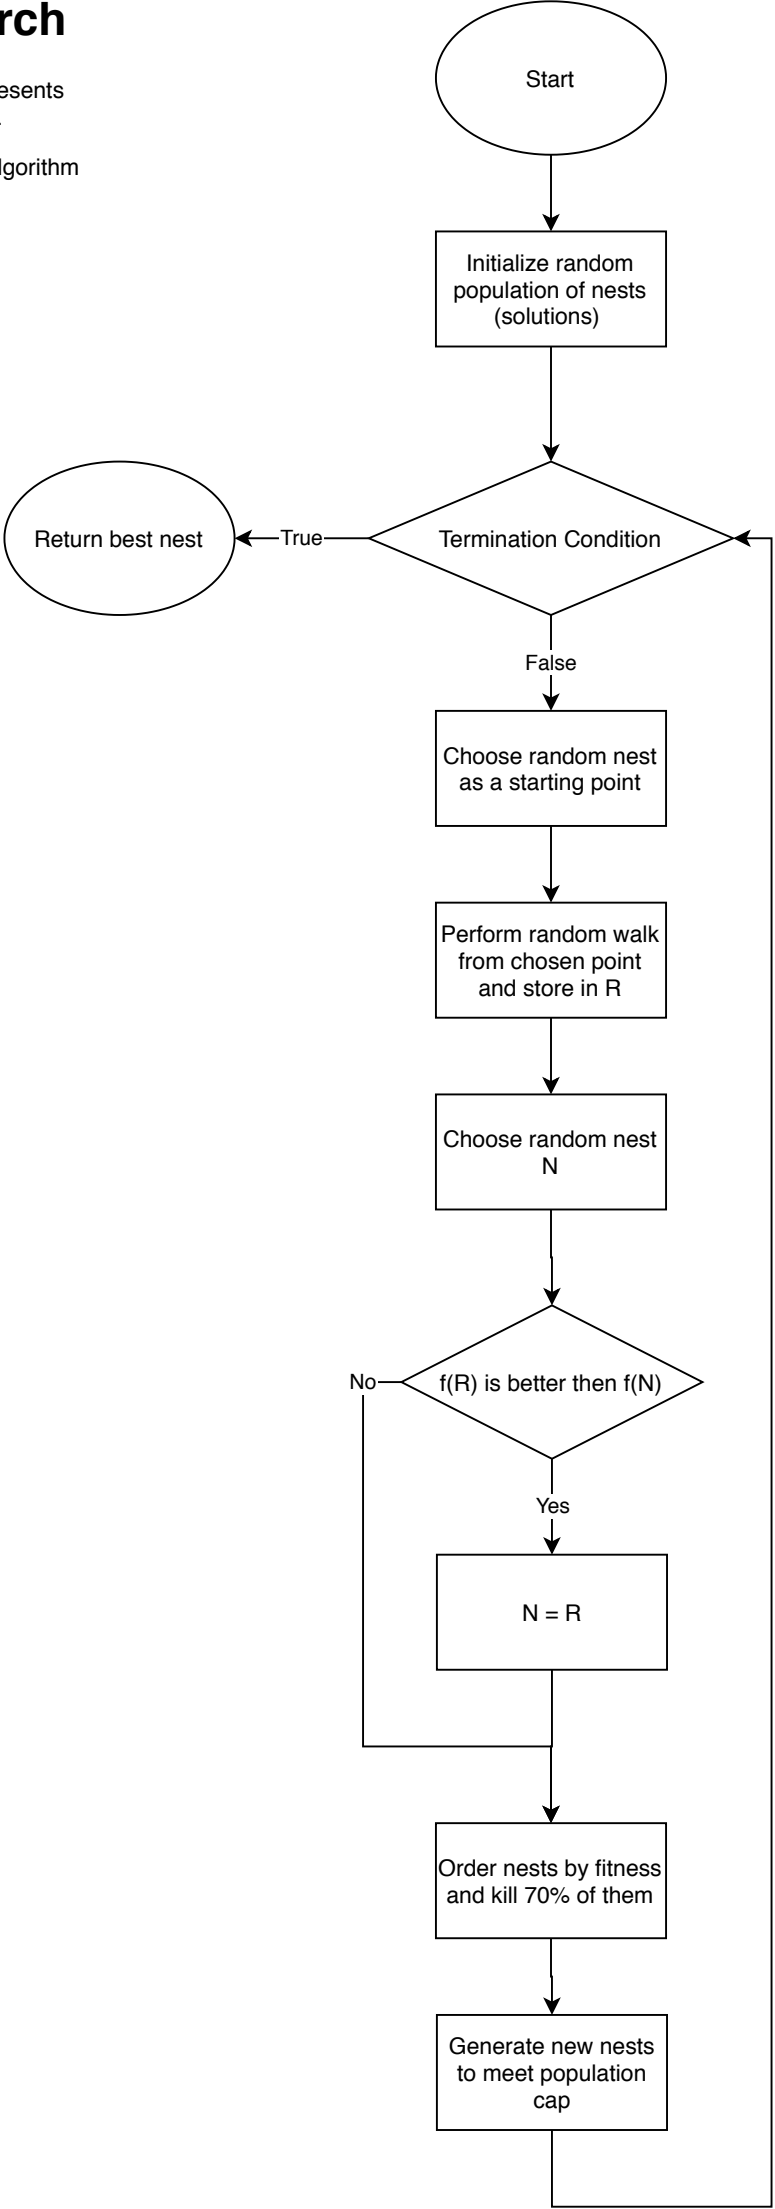 rch
esents
lgorithm
Start
Initialize random
population of nests
(solutions)
Return best nest
True
Termination Condition
False
Choose random nest
as a starting point
Perform random walk
from chosen point
and store in R
Choose random nest
N
No
f(R) is better then f(N)
Yes
N = R
Order nests by fitness
and kill 70% of them
Generate new nests
to meet population
cap